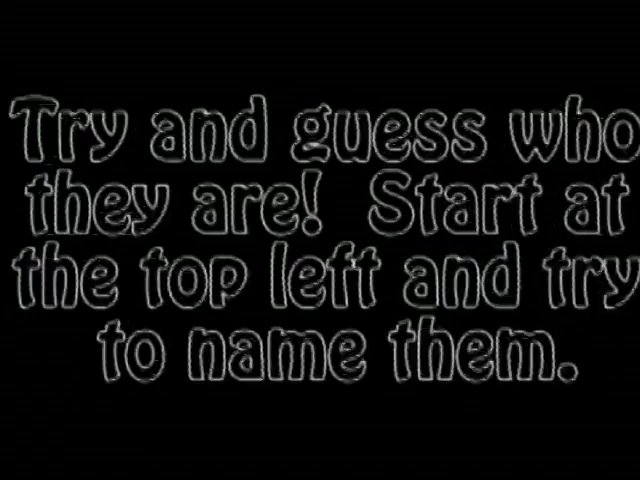 Try and guess who
they are! Start at
the top left and try
to name them.